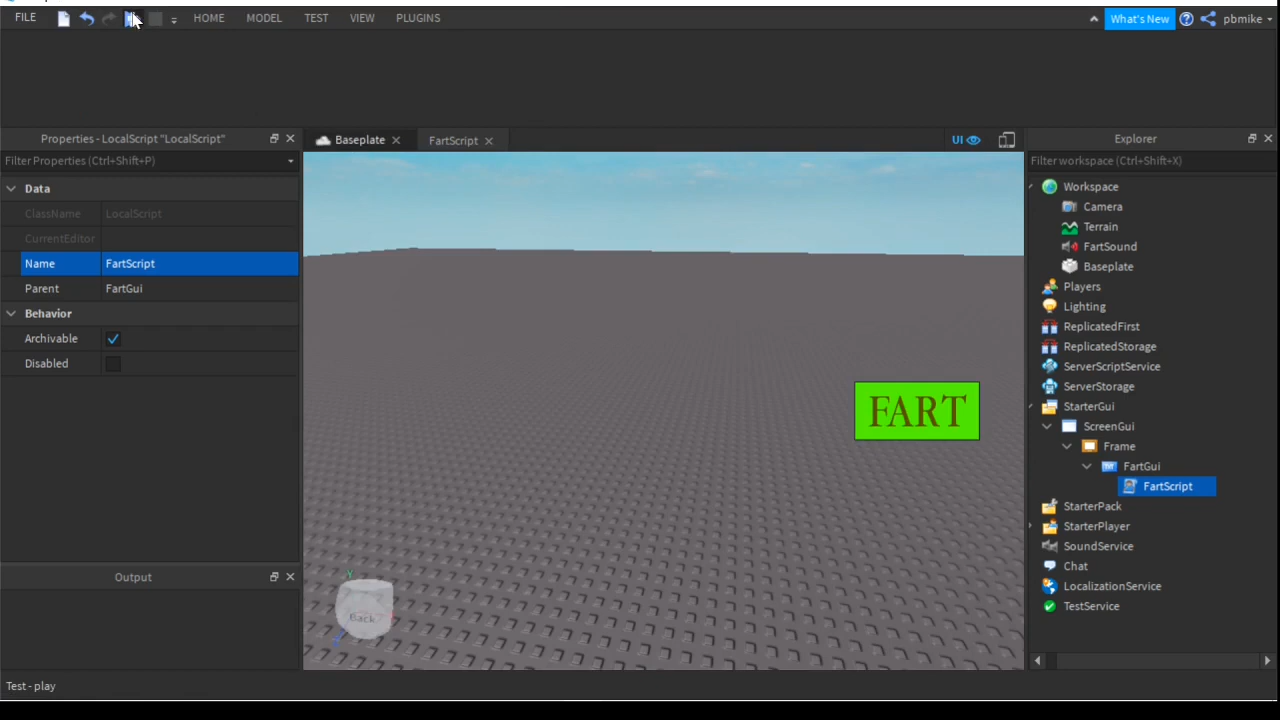 FILE HOME MODEL TEST VIEW PLUGINS What's New pbmike
Properties - LocalScript "LocalScript"
Filter Properties (Ctrl+Shift+P)
Data
ClassName LocalScript
CurrentEditor
Name FartScript
Parent FartGui
Behavior
Archivable
Disabled
Output
Baseplate FartScript UI
FART
Y
Back
Explorer
Filter workspace (Ctrl+Shift+X)
Workspace
Camera
Terrain
FartSound
Baseplate
Players
Lighting
ReplicatedFirst
ReplicatedStorage
ServerScriptService
ServerStorage
StarterGui
ScreenGui
Frame
FartGui
FartScript
StarterPack
StarterPlayer
SoundService
Chat
LocalizationService
TestService
Test - play